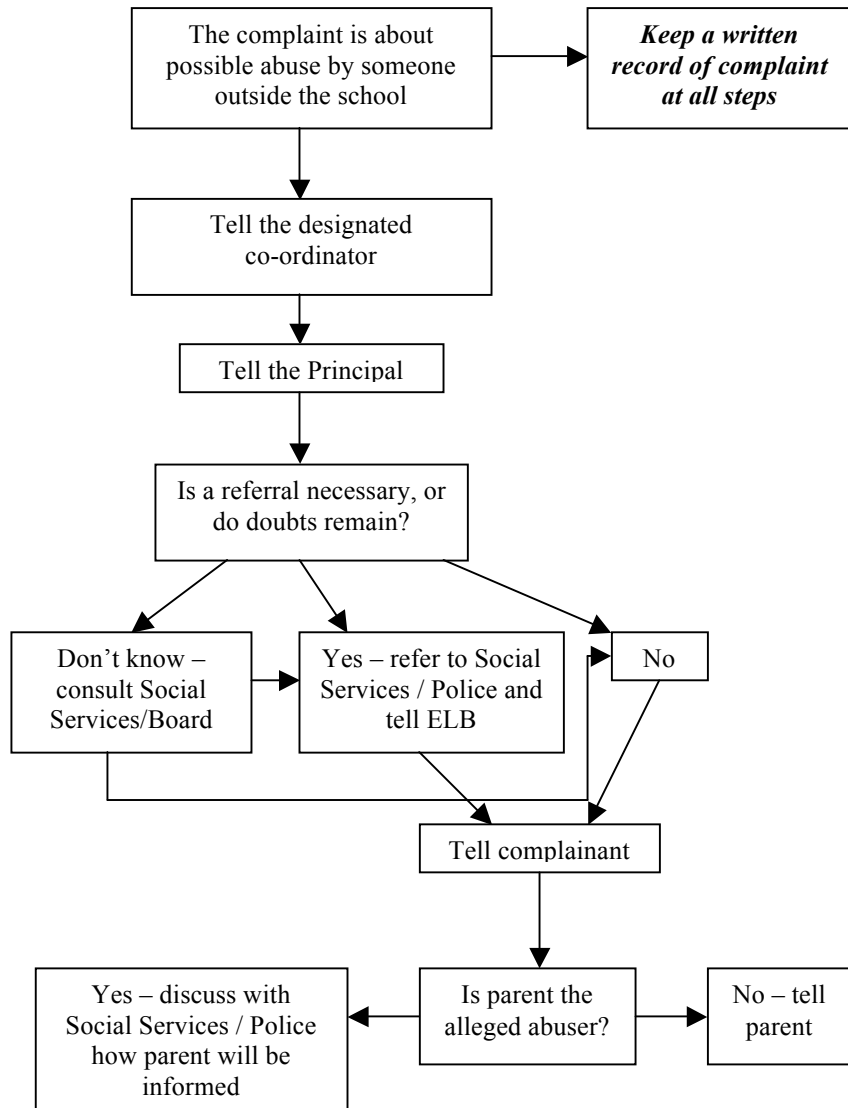 The complaint is about
possible abuse by someone
outside the school
Keep a written
record of complaint
at all steps
Tell the designated
co-ordinator
Tell the Principal
Is a referral necessary, or
do doubts remain?
Don't know –
consult Social
Services/Board
Yes – refer to Social
Services / Police and
tell ELB
No
Tell complainant
Yes – discuss with
Social Services / Police
how parent will be
informed
Is parent the
alleged abuser?
No – tell
parent